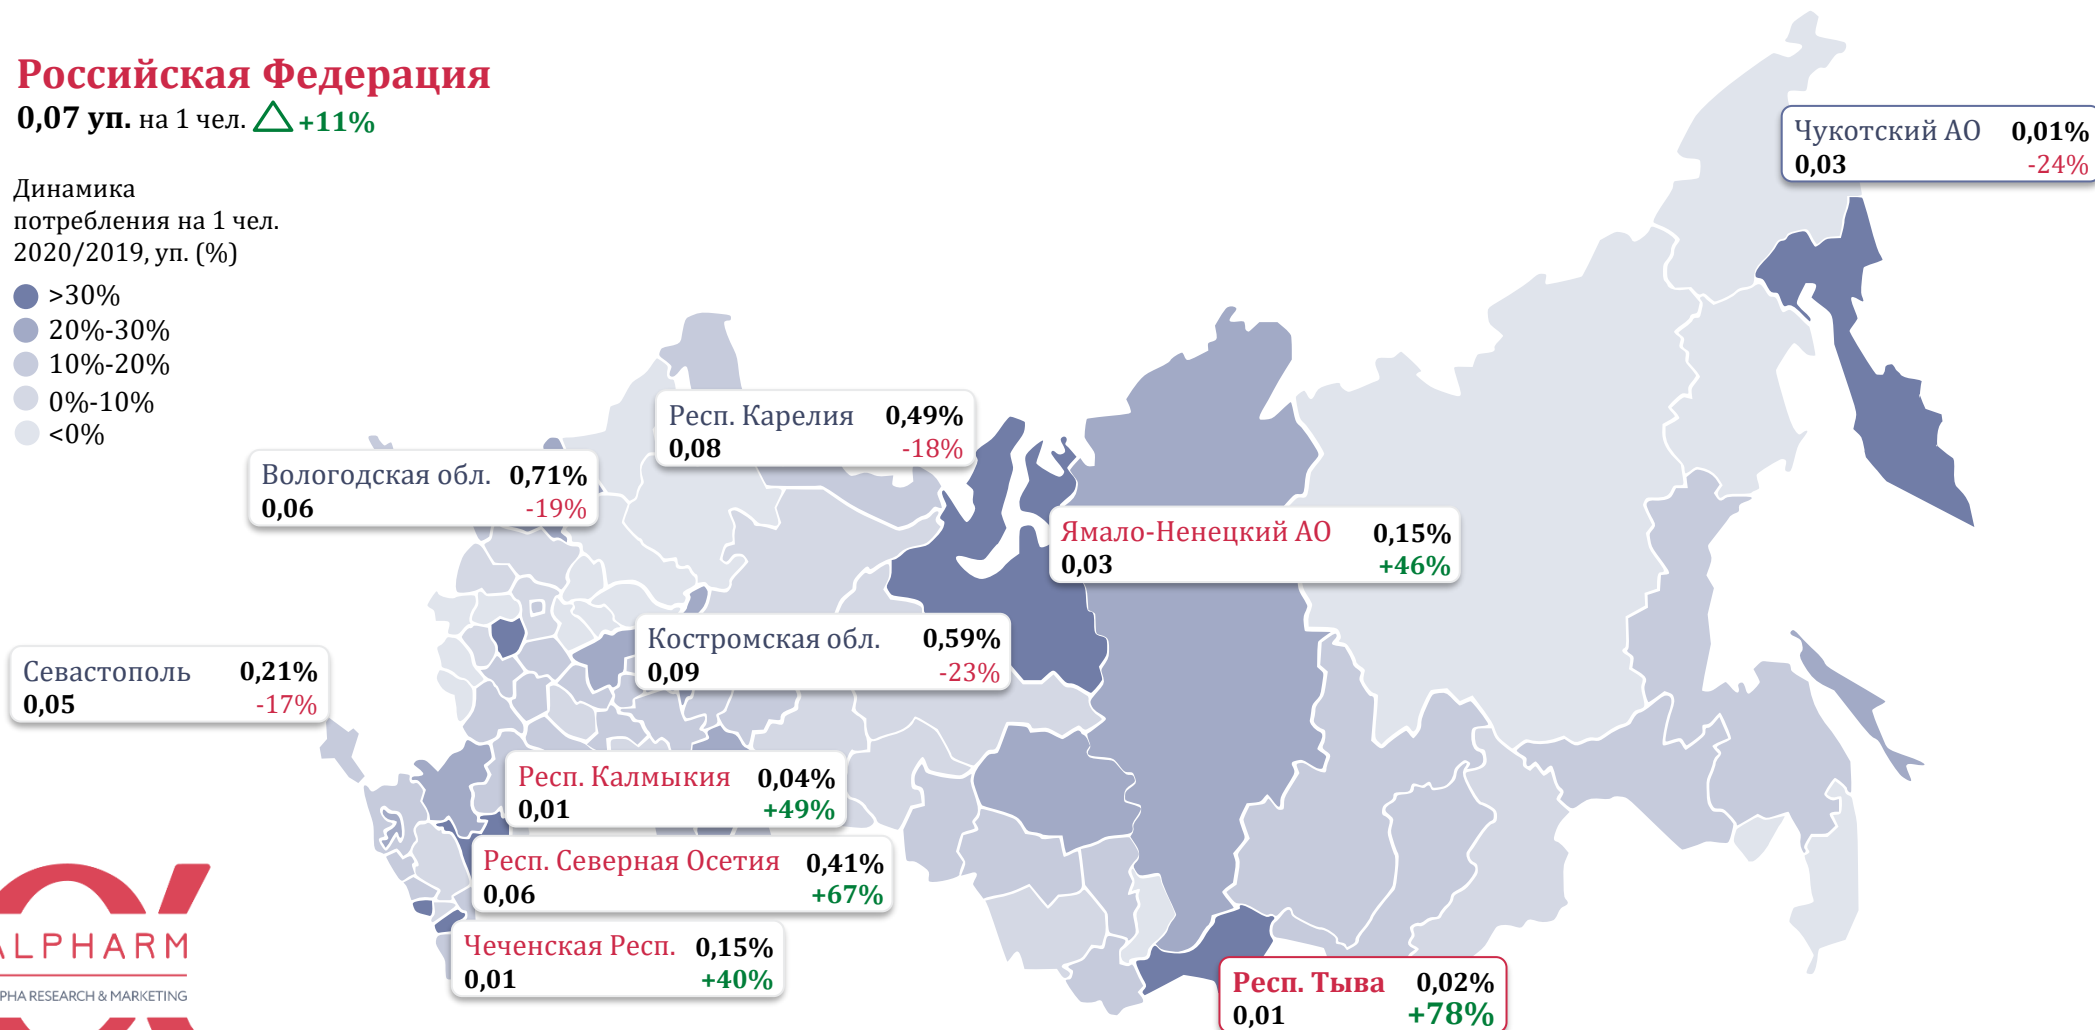 Российская Федерация
0,07 уп. на 1 чел. +11%
Динамика
потребления на 1 чел.
2020/2019, уп. (%)
>30%
20%-30%
10%-20%
0%-10%
<0%
Чукотский АО 0,01%
0,03 -24%
Респ. Карелия 0,49%
0,08 -18%
Вологодская обл. 0,71%
0,06 -19%
Ямало-Ненецкий АО 0,15%
0,03 +46%
Костромская обл. 0,59%
0,09 -23%
Севастополь 0,21%
0,05 -17%
Респ. Калмыкия 0,04%
0,01 +49%
Респ. Северная Осетия 0,41%
0,06 +67%
Чеченская Респ. 0,15%
0,01 +40%
Респ. Тыва 0,02%
0,01 +78%
ALPHARM
PHA RESEARCH & MARKETING